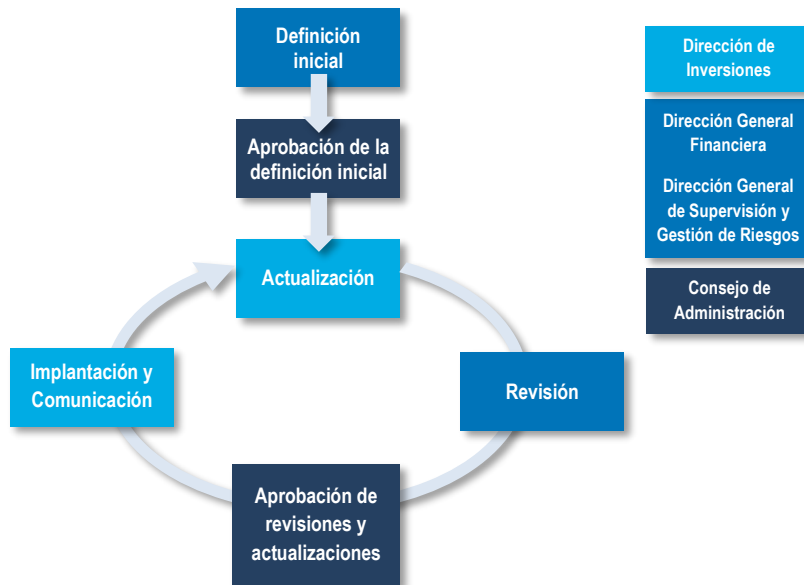 Definición
inicial
Aprobación de la
definición inicial
Actualización
Implantación y
Comunicación
Revisión
Aprobación de
revisiones y
actualizaciones
Dirección de
Inversiones
Dirección General
Financiera
Dirección General
de Supervisión y
Gestión de Riesgos
Consejo de
Administración